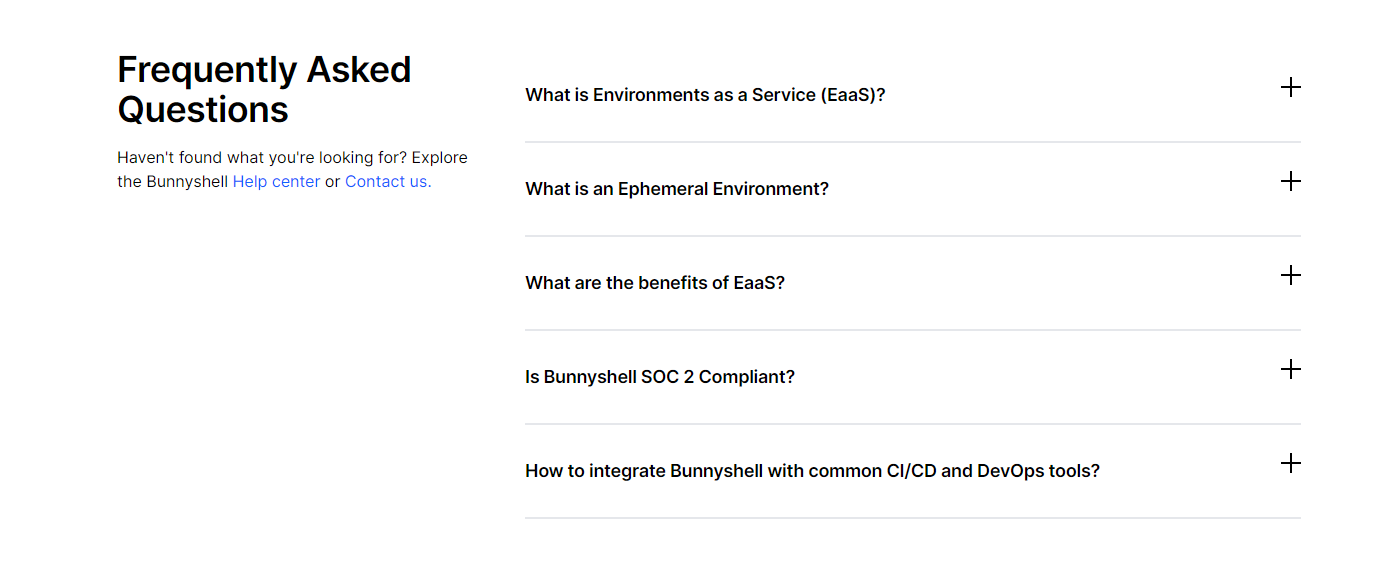 Frequently Asked
Questions
Haven't found what you're looking for? Explore
the Bunnyshell Help center or Contact us.
What is Environments as a Service (EaaS)?
What is an Ephemeral Environment?
What are the benefits of EaaS?
Is Bunnyshell SOC 2 Compliant?
How to integrate Bunnyshell with common CI/CD and DevOps tools?